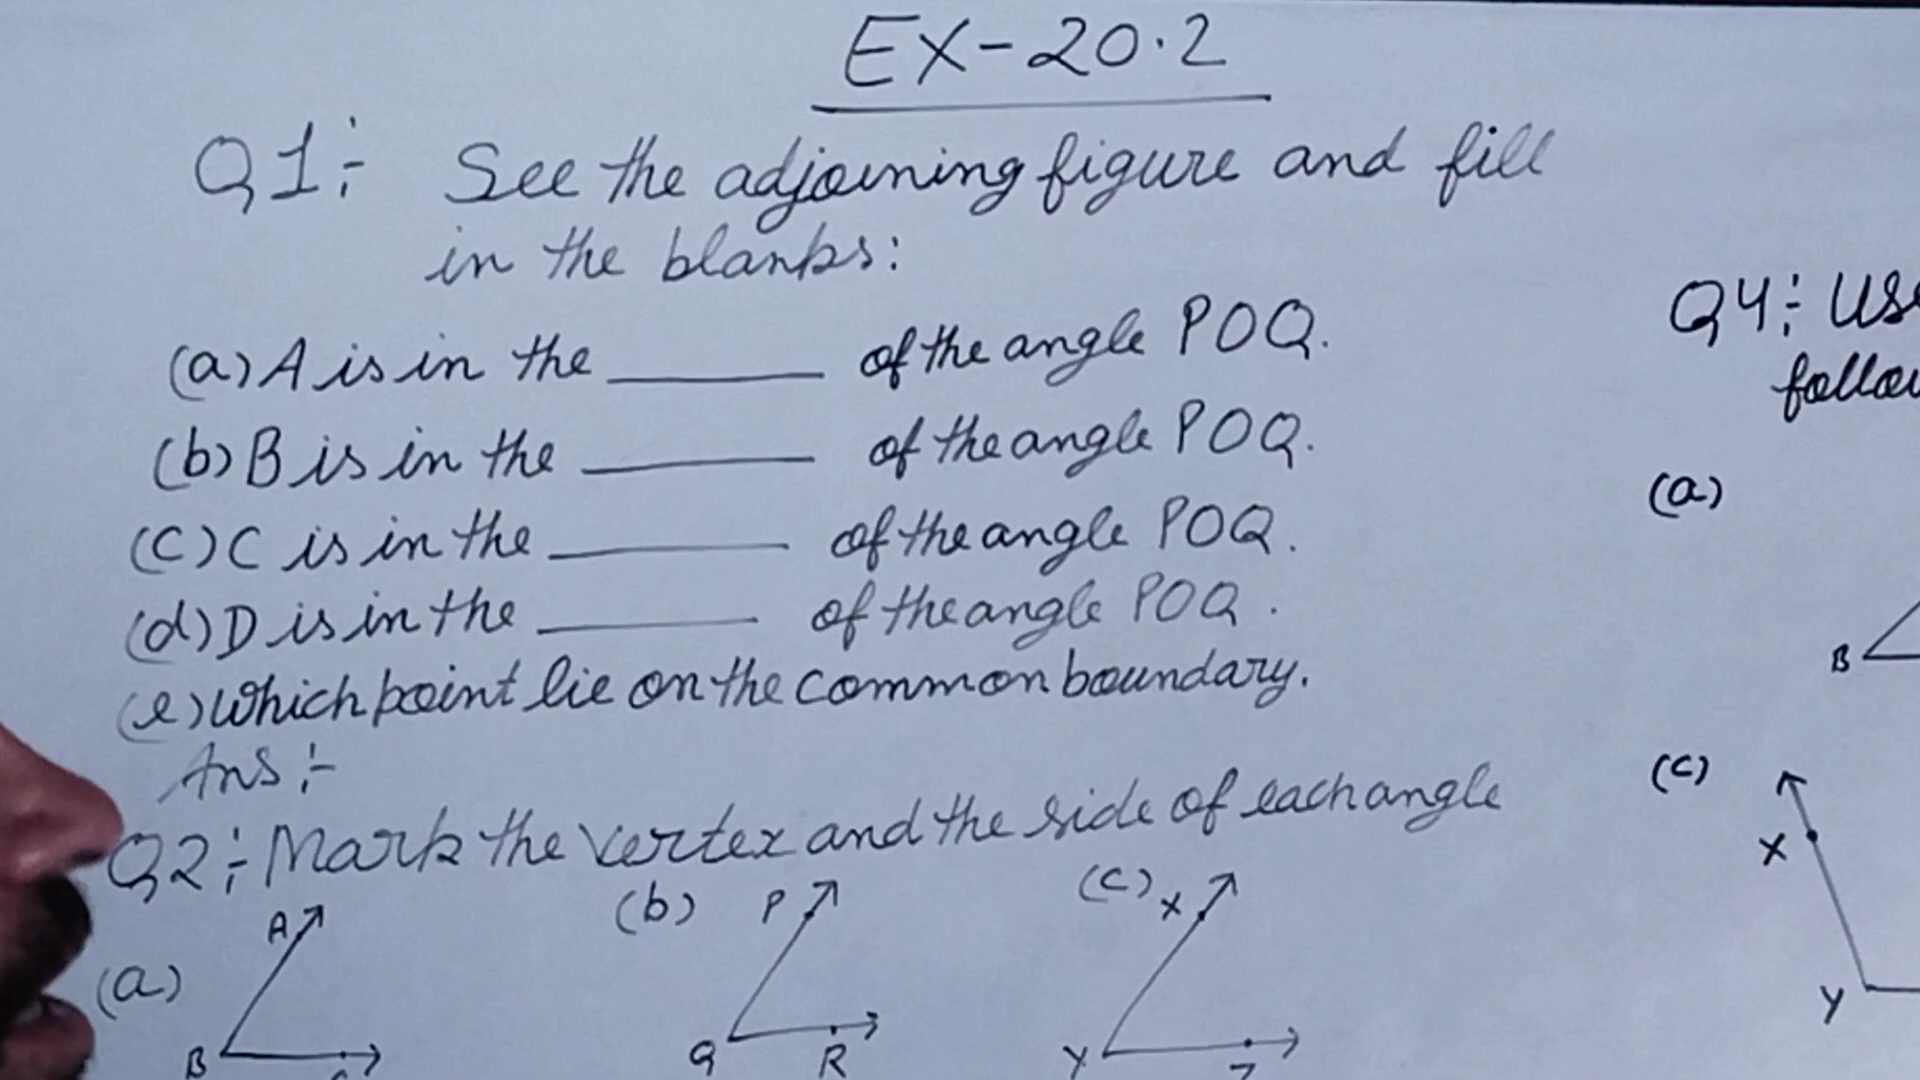 EX-20.2
Q1:- See the adjoining figure and fill
in the blanks:
(a) A is in the ______ of the angle POQ.
(b) B is in the ______ of the angle POQ.
(c) C is in the ______ of the angle POQ.
(d) D is in the ______ of the angle POQ.
(e) Which point lie on the common boundary.
Ans :-
Q2:- Mark the vertex and the side of each angle
(a) A B
(b) P Q R
(c) X Y Z
Q4:- Use
(a)
B
(c)
X
Y